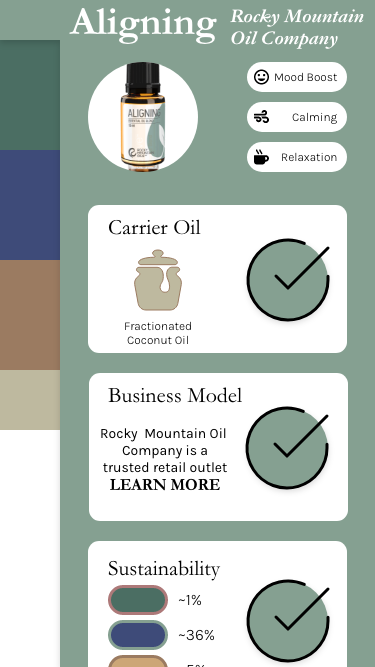 Aligning
Rocky Mountain
Oil Company
ALIGNING
Mood Boost
Calming
Relaxation
Carrier Oil
Fractionated
Coconut Oil
Business Model
Rocky Mountain Oil
Company is a
trusted retail outlet
LEARN MORE
Sustainability
~1%
~36%